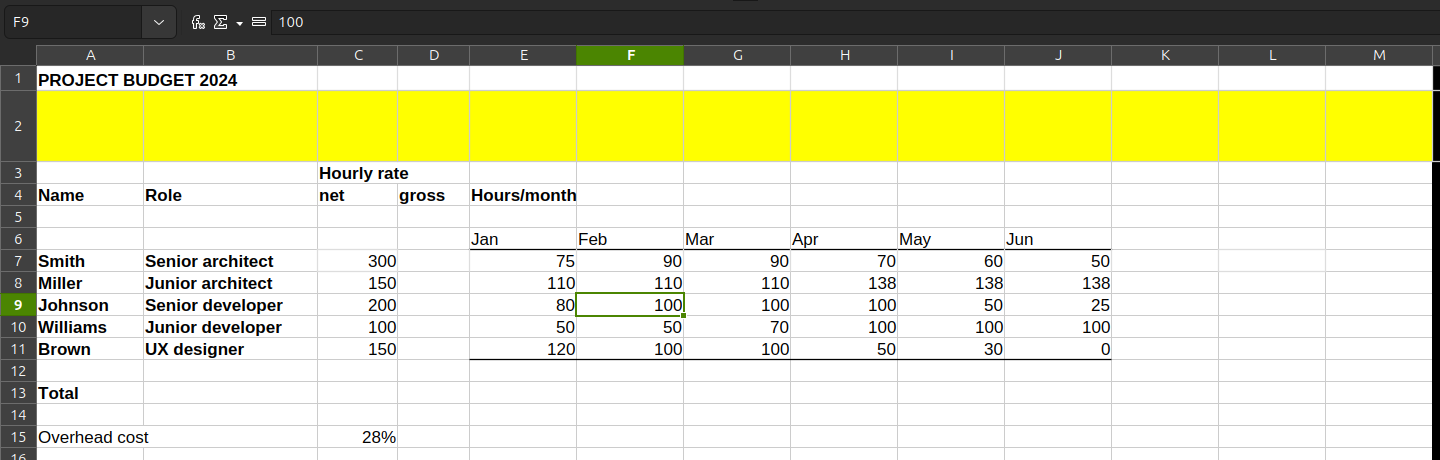 F9 100
A B C D E F G H I J K L M
1 PROJECT BUDGET 2024
2
3 Hourly rate
4 Name Role net gross Hours/month
5
6 Jan Feb Mar Apr May Jun
7 Smith Senior architect 300 75 90 90 70 60 50
8 Miller Junior architect 150 110 110 110 138 138 138
9 Johnson Senior developer 200 80 100 100 100 50 25
10 Williams Junior developer 100 50 50 70 100 100 100
11 Brown UX designer 150 120 100 100 50 30 0
12
13 Total
14
15 Overhead cost 28%
16